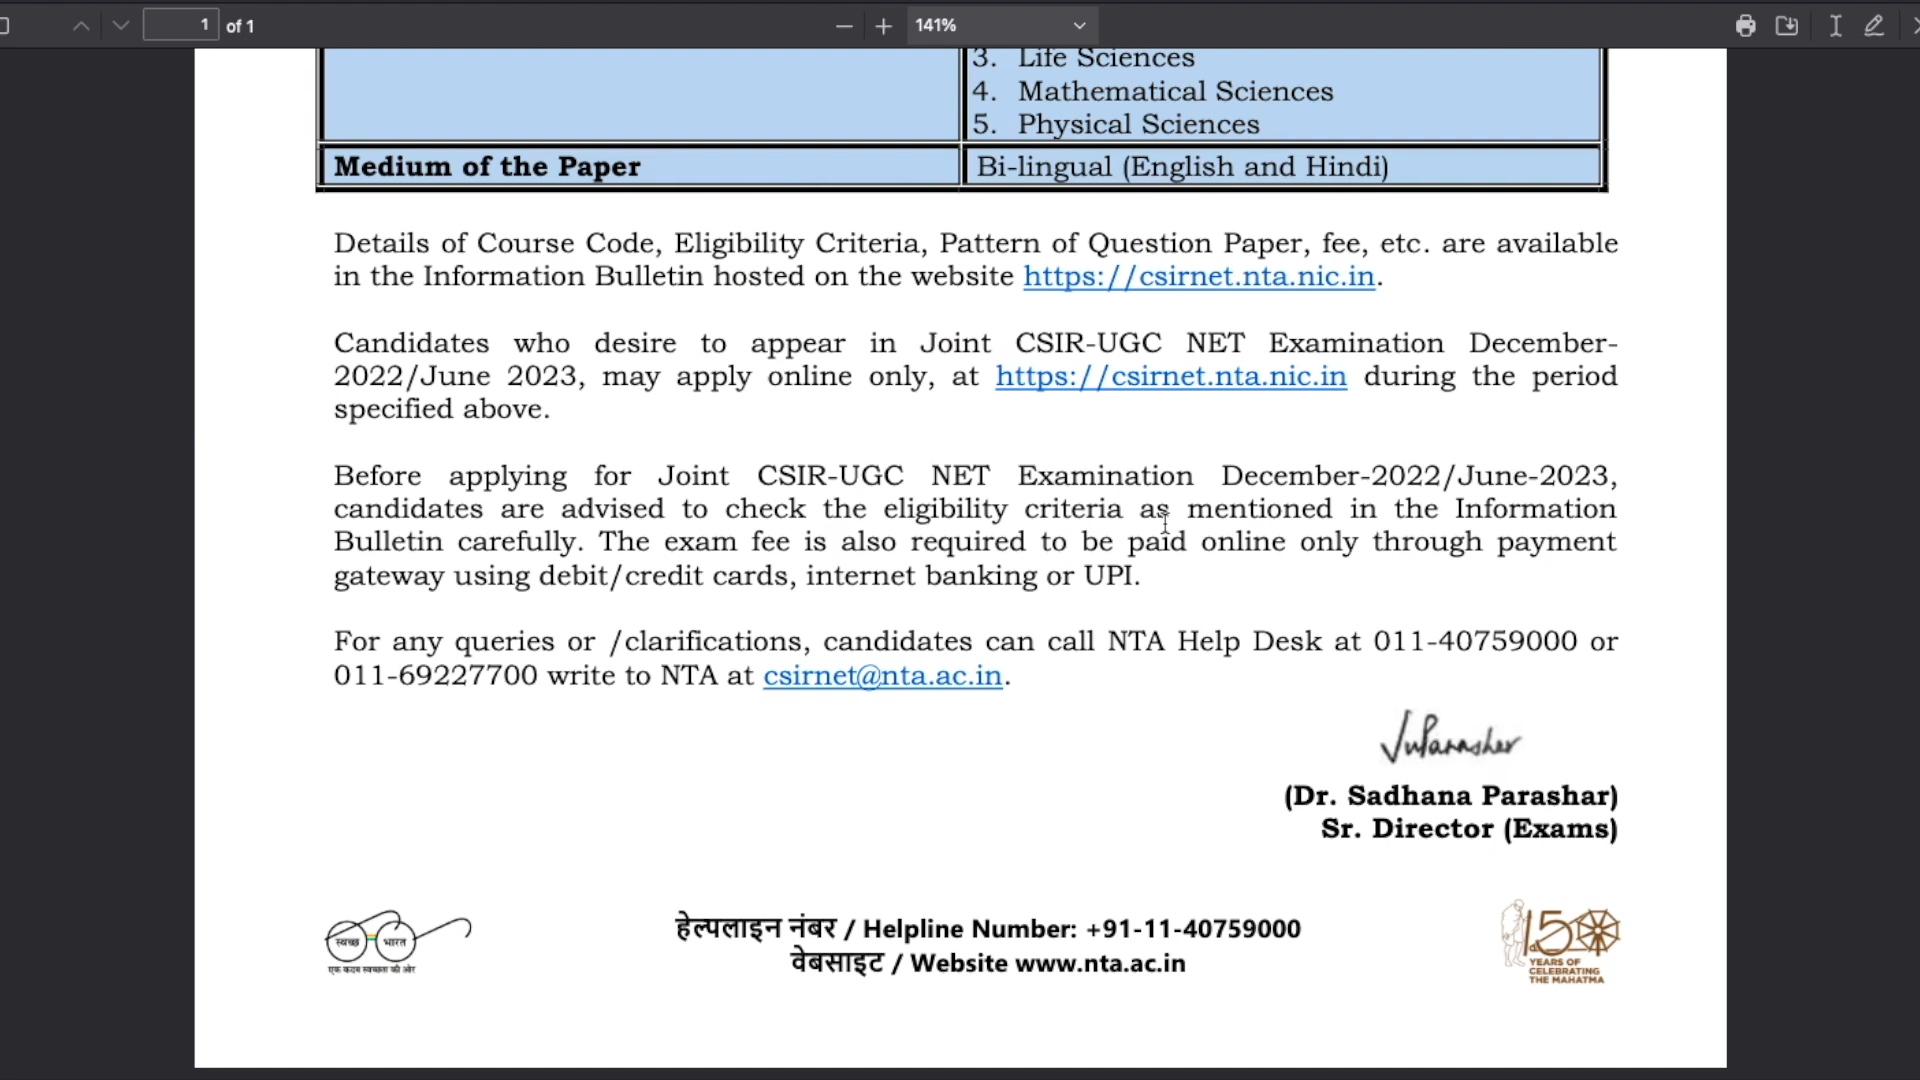 1 of 1
141%
3. Life Sciences
4. Mathematical Sciences
5. Physical Sciences
Medium of the Paper
Bi-lingual (English and Hindi)
Details of Course Code, Eligibility Criteria, Pattern of Question Paper, fee, etc. are available
in the Information Bulletin hosted on the website https://csirnet.nta.nic.in.
Candidates who desire to appear in Joint CSIR-UGC NET Examination December-
2022/June 2023, may apply online only, at https://csirnet.nta.nic.in during the period
specified above.
Before applying for Joint CSIR-UGC NET Examination December-2022/June-2023,
candidates are advised to check the eligibility criteria as mentioned in the Information
Bulletin carefully. The exam fee is also required to be paid online only through payment
gateway using debit/credit cards, internet banking or UPI.
For any queries or /clarifications, candidates can call NTA Help Desk at 011-40759000 or
011-69227700 write to NTA at csirnet@nta.ac.in.
(Dr. Sadhana Parashar)
Sr. Director (Exams)
स्वच्छ भारत
एक कदम स्वच्छता की ओर
हेल्पलाइन नंबर / Helpline Number: +91-11-40759000
वेबसाइट / Website www.nta.ac.in
150
YEARS OF
CELEBRATING
THE MAHATMA